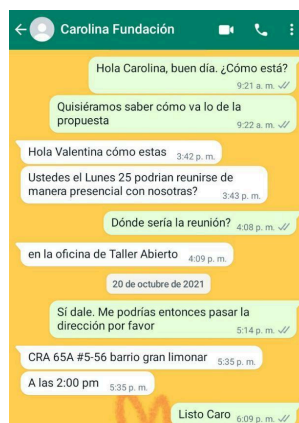 Carolina Fundación
Hola Carolina, buen día. ¿Cómo está?
9:21 a. m.
Quisiéramos saber cómo va lo de la
propuesta
9:22 a. m.
Hola Valentina cómo estas
3:42 p. m.
Ustedes el Lunes 25 podrian reunirse de
manera presencial con nosotras?
3:43 p. m.
Dónde sería la reunión?
4:08 p. m.
en la oficina de Taller Abierto
4:09 p. m.
20 de octubre de 2021
Sí dale. Me podrías entonces pasar la
dirección por favor
5:14 p. m.
CRA 65A #5-56 barrio gran limonar
5:35 p. m.
A las 2:00 pm
5:35 p. m.
Listo Caro
6:09 p. m.